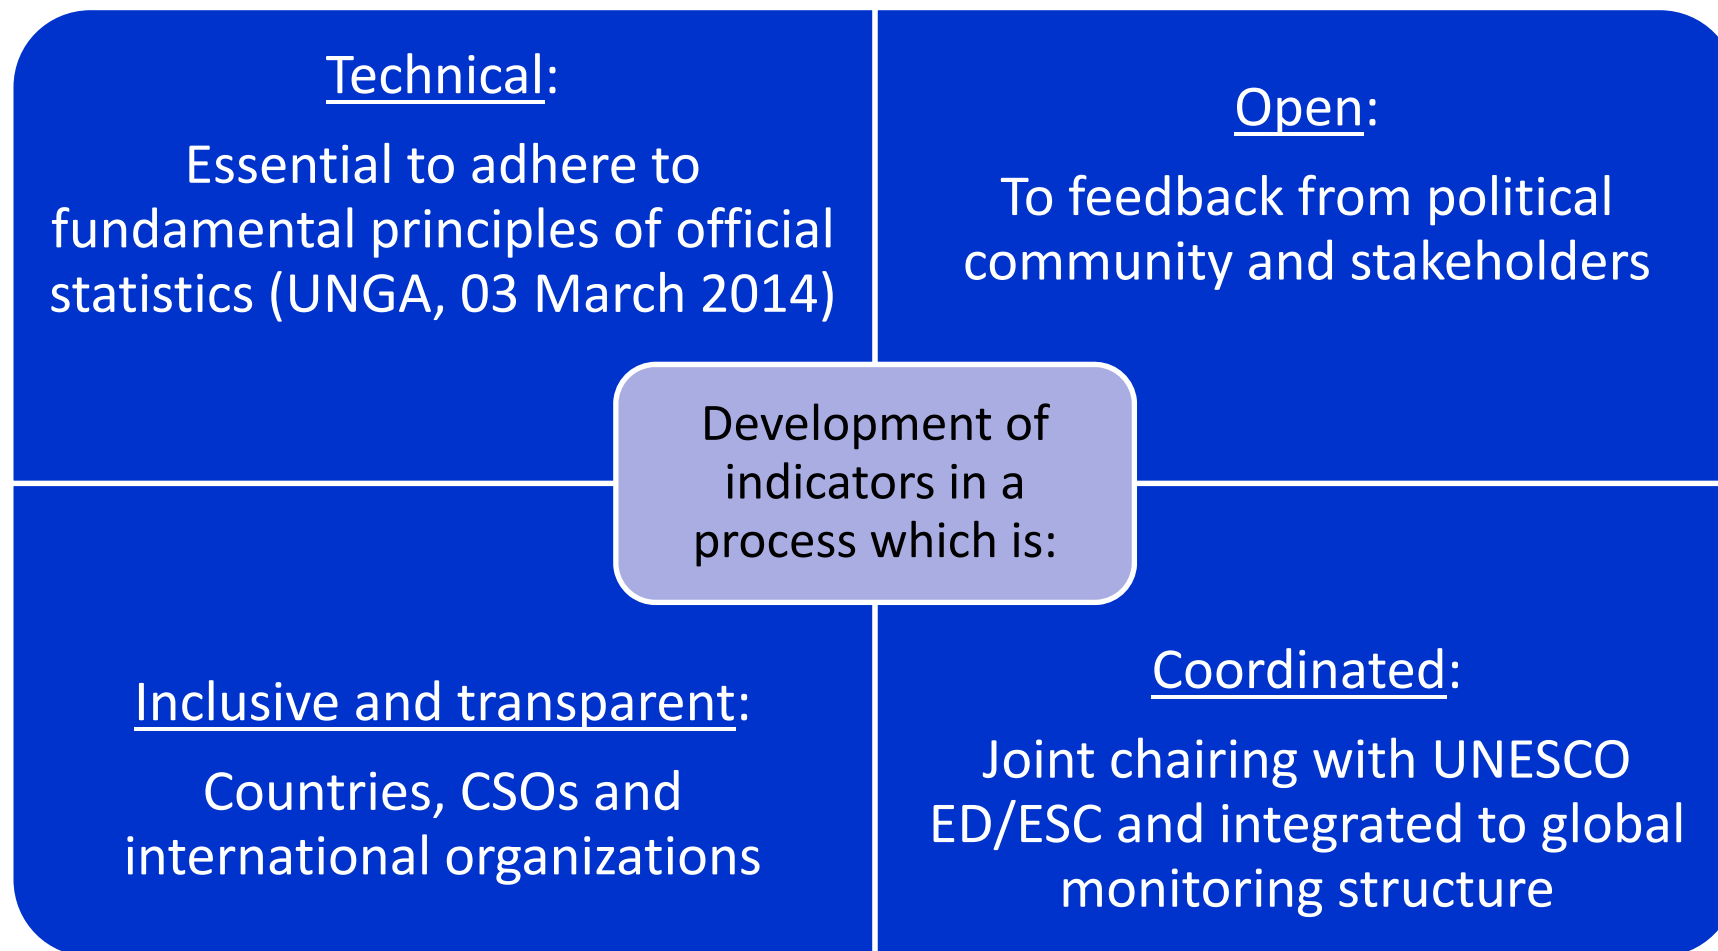 Technical:
Essential to adhere to
fundamental principles of official
statistics (UNGA, 03 March 2014)
Open:
To feedback from political
community and stakeholders
Development of
indicators in a
process which is:
Inclusive and transparent:
Countries, CSOs and
international organizations
Coordinated:
Joint chairing with UNESCO
ED/ESC and integrated to global
monitoring structure